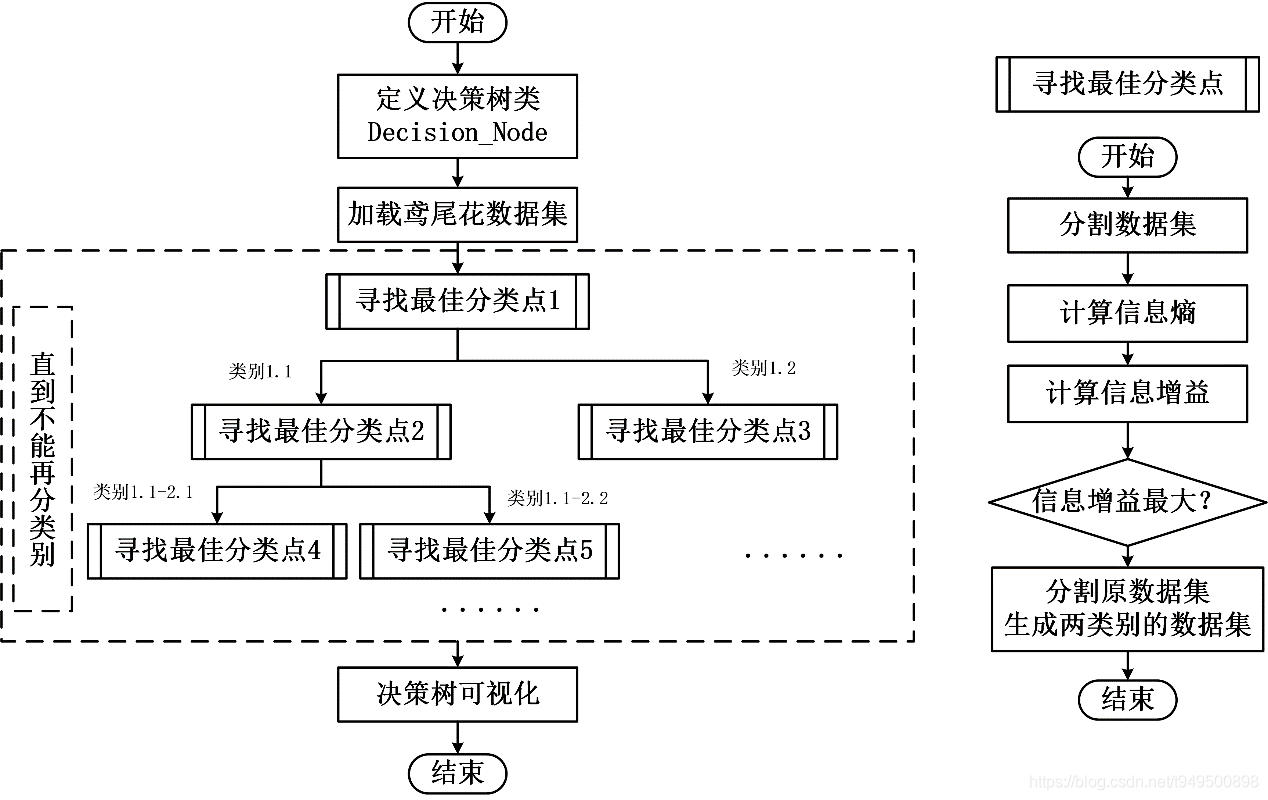 开始
定义决策树类
Decision_Node
加载鸢尾花数据集
直到不能再分类别
寻找最佳分类点1
类别1.1
类别1.2
寻找最佳分类点2
寻找最佳分类点3
类别1.1-2.1
类别1.1-2.2
寻找最佳分类点4
寻找最佳分类点5
······
······
决策树可视化
结束
寻找最佳分类点
开始
分割数据集
计算信息熵
计算信息增益
信息增益最大?
分割原数据集
生成两类别的数据集
结束
https://blog.csdn.net/t949500898